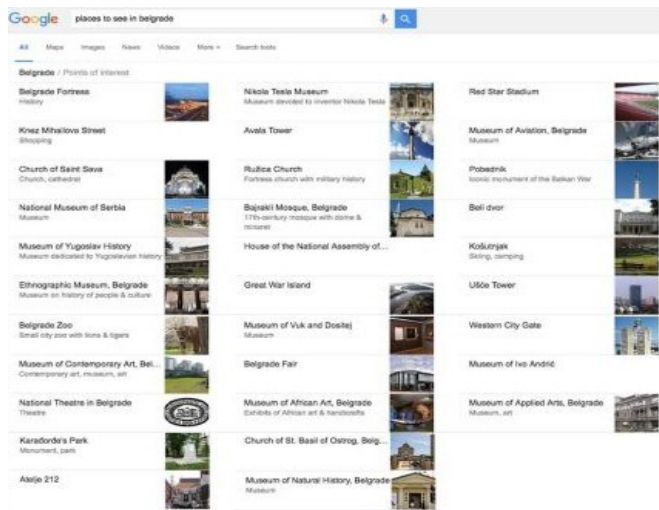 Google
places to see in belgrade
All Maps Images News Videos More Search tools
Belgrade / Points of interest
Belgrade Fortress
History
Knez Mihailova Street
Shopping
Church of Saint Sava
Church, cathedral
National Museum of Serbia
Museum
Museum of Yugoslav History
Museum dedicated to Yugoslavian history
Ethnographic Museum, Belgrade
Museum on history of people & culture
Belgrade Zoo
Small city zoo with lions & tigers
Museum of Contemporary Art, Bel...
Contemporary art, museum, art
National Theatre in Belgrade
Theatre
Karađorđe's Park
Monument, park
Atelje 212
Nikola Tesla Museum
Museum devoted to inventor Nikola Tesla
Avala Tower
Ružica Church
Fortress church with military history
Bajrakli Mosque, Belgrade
17th-century mosque with dome &
minaret
House of the National Assembly of...
Great War Island
Museum of Vuk and Dositej
Museum
Belgrade Fair
Museum of African Art, Belgrade
Exhibits of African art & handicrafts
Church of St. Basil of Ostrog, Belg...
Museum of Natural History, Belgrade
Museum
Red Star Stadium
Museum of Aviation, Belgrade
Museum
Pobednik
Iconic monument of the Balkan War
Beli dvor
Košutnjak
Skiing, camping
Ušće Tower
Western City Gate
Museum of Ivo Andrić
Museum of Applied Arts, Belgrade
Museum, art